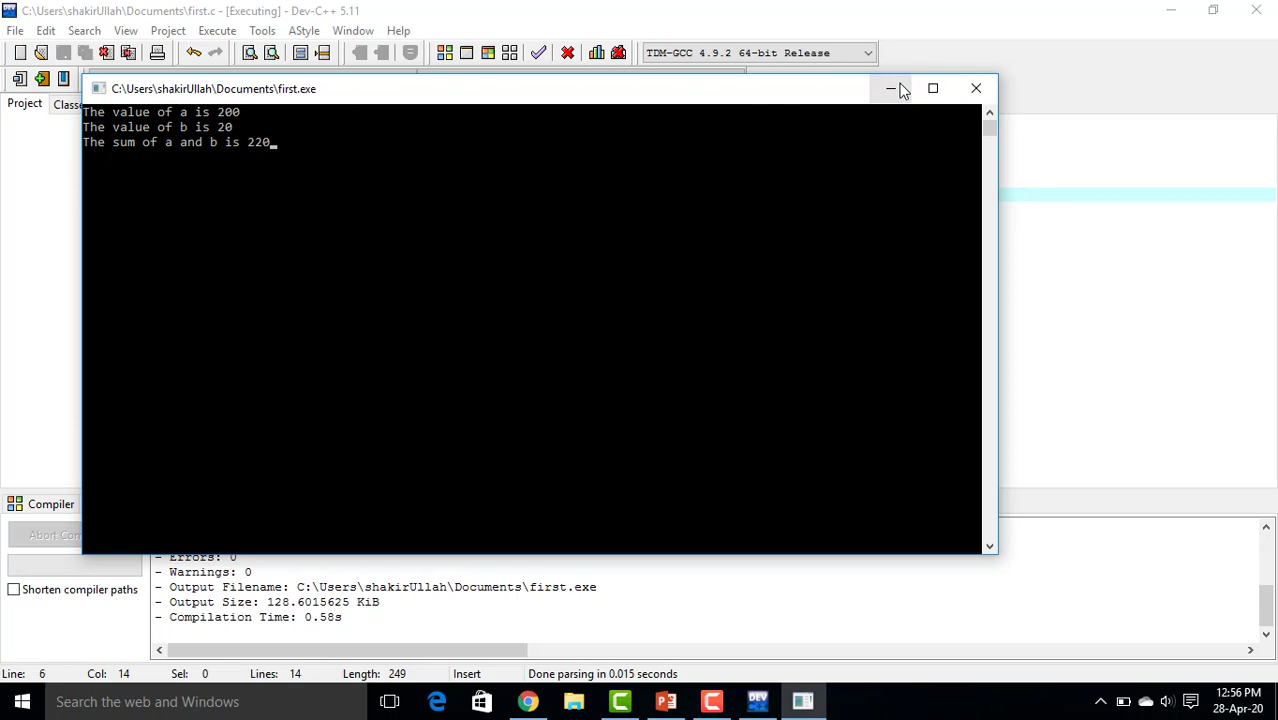 C:\Users\shakirUllah\Documents\first.c - [Executing] - Dev-C++ 5.11
File Edit Search View Project Execute Tools AStyle Window Help
TDM-GCC 4.9.2 64-bit Release
C:\Users\shakirUllah\Documents\first.exe
Project Classe
The value of a is 200
The value of b is 20
The sum of a and b is 220
Compiler
Abort Com
- Errors: 0
- Warnings: 0
- Output Filename: C:\Users\shakirUllah\Documents\first.exe
Shorten compiler paths
- Output Size: 128.6015625 KiB
- Compilation Time: 0.58s
Line: 6 Col: 14 Sel: 0 Lines: 14 Length: 249 Insert Done parsing in 0.015 seconds
Search the web and Windows
DEV
12:56 PM
28-Apr-20